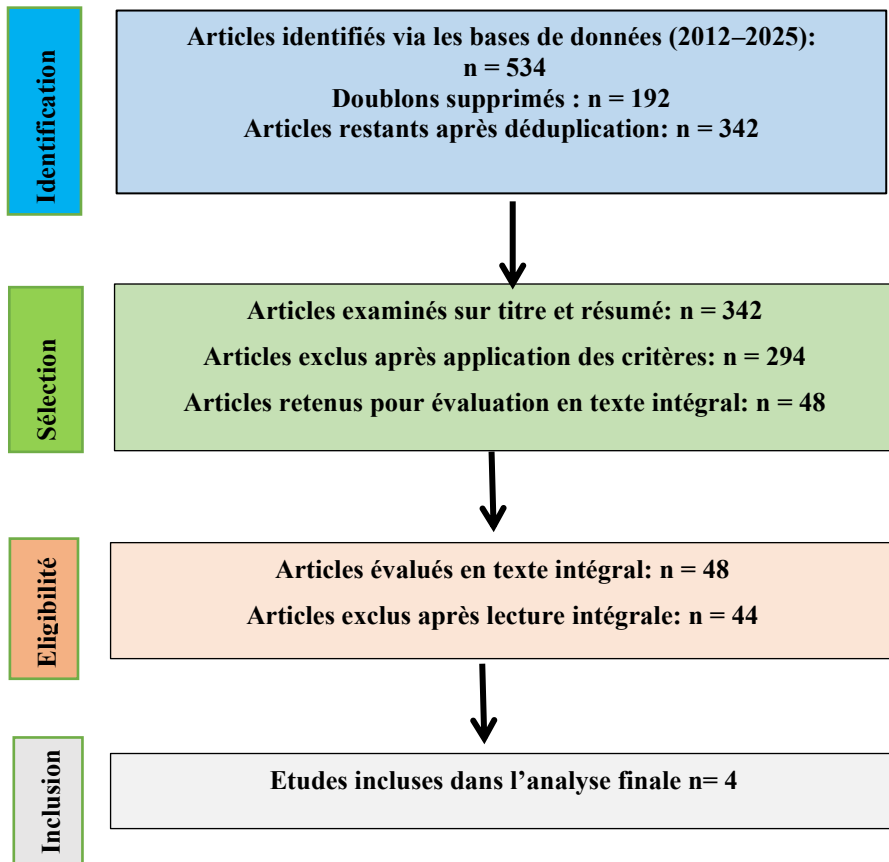 Identification
Articles identifiés via les bases de données (2012–2025):
n = 534
Doublons supprimés : n = 192
Articles restants après déduplication: n = 342
Sélection
Articles examinés sur titre et résumé: n = 342
Articles exclus après application des critères: n = 294
Articles retenus pour évaluation en texte intégral: n = 48
Eligibilité
Articles évalués en texte intégral: n = 48
Articles exclus après lecture intégrale: n = 44
Inclusion
Etudes incluses dans l’analyse finale n= 4